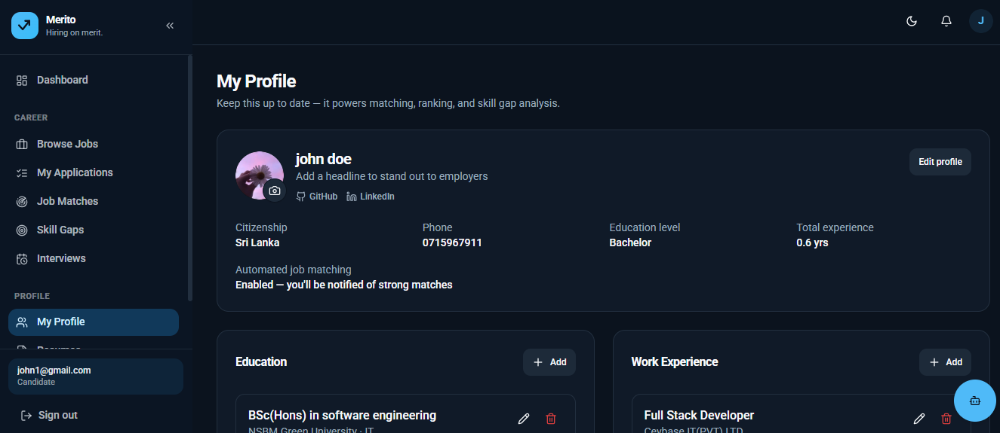 Merito
Hiring on merit.
J
Dashboard
CAREER
Browse Jobs
My Applications
Job Matches
Skill Gaps
Interviews
PROFILE
My Profile
john1@gmail.com
Candidate
Sign out
My Profile
Keep this up to date — it powers matching, ranking, and skill gap analysis.
john doe
Edit profile
Add a headline to stand out to employers
GitHub LinkedIn
Citizenship Phone Education level Total experience
Sri Lanka 0715967911 Bachelor 0.6 yrs
Automated job matching
Enabled — you'll be notified of strong matches
Education
Add
BSc(Hons) in software engineering
NSBM Green University · IT
Work Experience
Add
Full Stack Developer
Ceybase IT(PVT) LTD